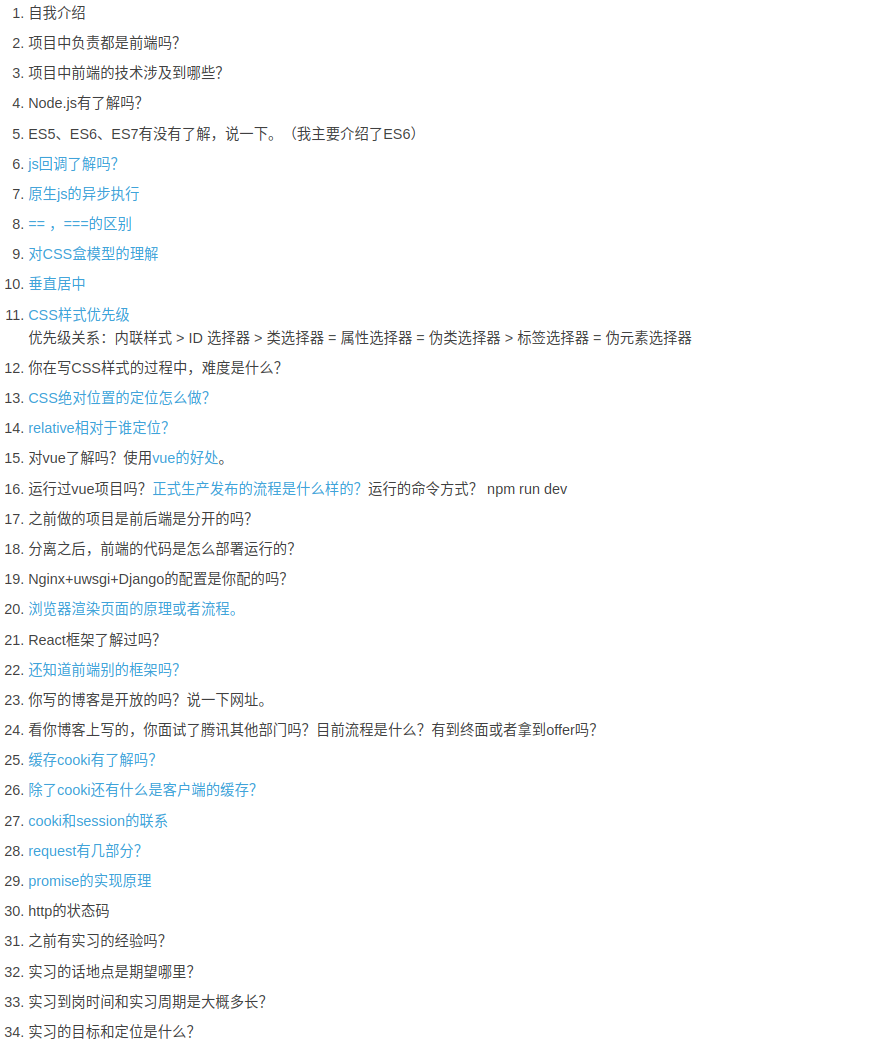 1. 自我介绍
2. 项目中负责都是前端吗？
3. 项目中前端的技术涉及到哪些？
4. Node.js有了解吗？
5. ES5、ES6、ES7有没有了解，说一下。（我主要介绍了ES6）
6. js回调了解吗？
7. 原生js的异步执行
8. == ，===的区别
9. 对CSS盒模型的理解
10. 垂直居中
11. CSS样式优先级
优先级关系：内联样式 > ID 选择器 > 类选择器 = 属性选择器 = 伪类选择器 > 标签选择器 = 伪元素选择器
12. 你在写CSS样式的过程中，难度是什么？
13. CSS绝对位置的定位怎么做？
14. relative相对于谁定位？
15. 对vue了解吗？使用vue的好处。
16. 运行过vue项目吗？正式生产发布的流程是什么样的？运行的命令方式？ npm run dev
17. 之前做的项目是前后端是分开的吗？
18. 分离之后，前端的代码是怎么部署运行的？
19. Nginx+uwsgi+Django的配置是你配的吗？
20. 浏览器渲染页面的原理或者流程。
21. React框架了解过吗？
22. 还知道前端别的框架吗？
23. 你写的博客是开放的吗？说一下网址。
24. 看你博客上写的，你面试了腾讯其他部门吗？目前流程是什么？有到终面或者拿到offer吗？
25. 缓存cooki有了解吗？
26. 除了cooki还有什么是客户端的缓存？
27. cooki和session的联系
28. request有几部分？
29. promise的实现原理
30. http的状态码
31. 之前有实习的经验吗？
32. 实习的话地点是期望哪里？
33. 实习到岗时间和实习周期是大概多长？
34. 实习的目标和定位是什么？